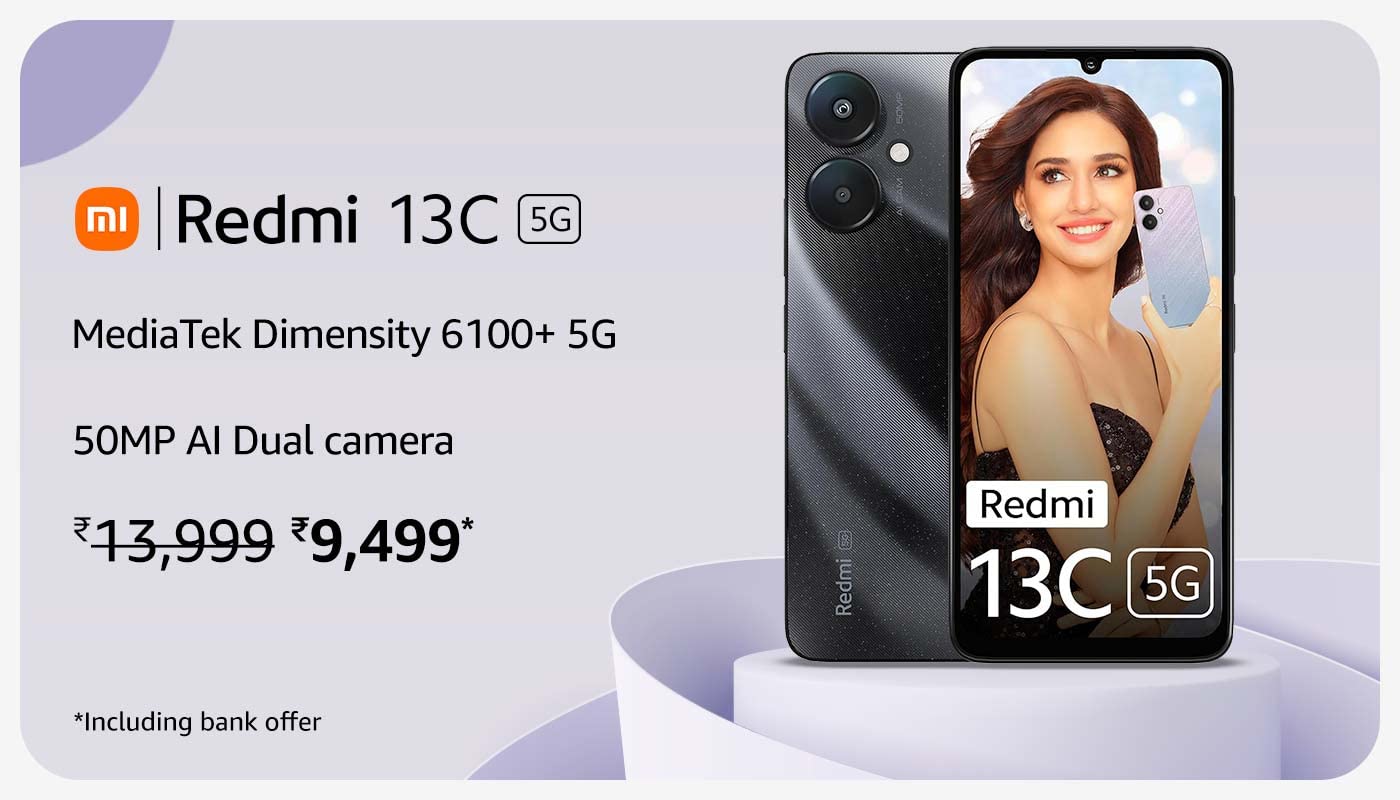 mi | Redmi 13C 5G
MediaTek Dimensity 6100+ 5G
50MP AI Dual camera
₹13,999 ₹9,499*
*Including bank offer
50MP
AI CAM
Redmi 5G
Redmi
13C 5G